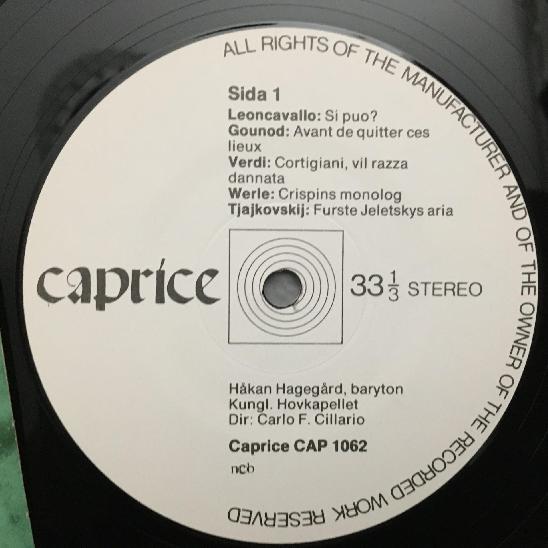 ALL RIGHTS OF THE MANUFACTURER AND OF THE OWNER OF THE RECORDED WORK RESERVED
Sida 1
Leoncavallo: Si puo?
Gounod: Avant de quitter ces
lieux
Verdi: Cortigiani, vil razza
dannata
Werle: Crispins monolog
Tjajkovskij: Furste Jeletskys aria
caprice
33 1/3 STEREO
Håkan Hagegård, baryton
Kungl. Hovkapellet
Dir: Carlo F. Cillario
Caprice CAP 1062
ncb